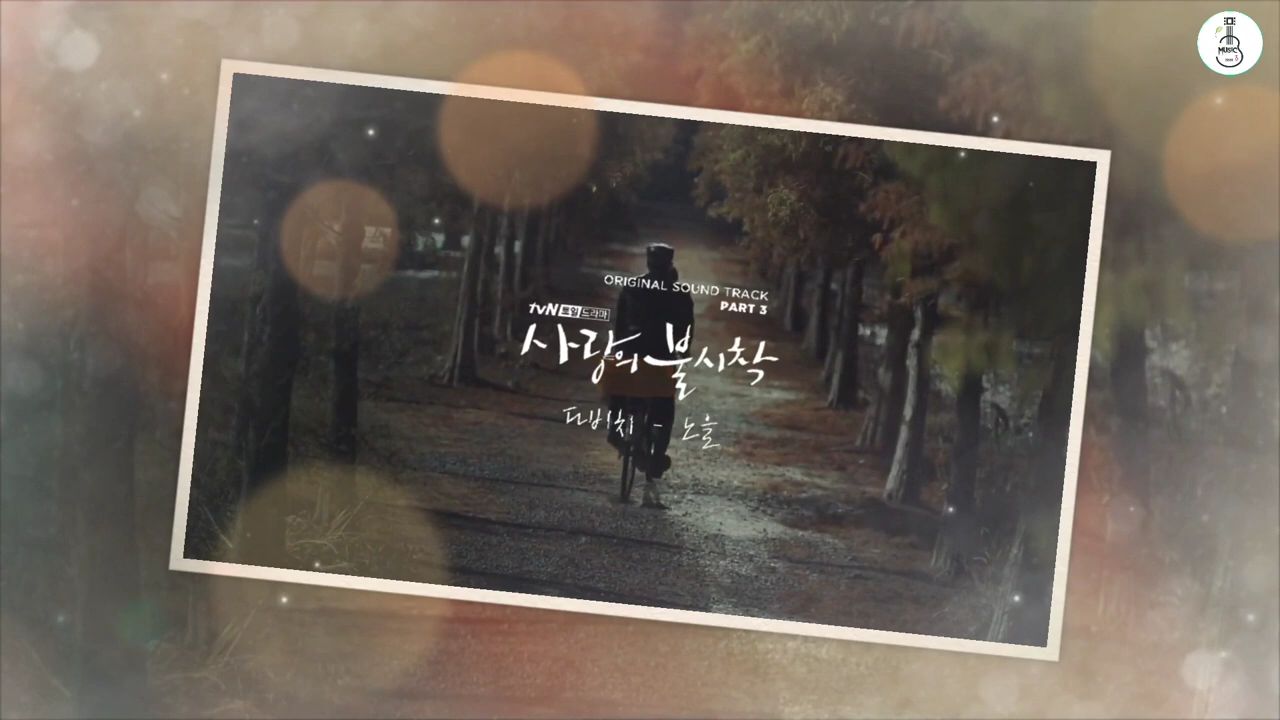 ORIGINAL SOUND TRACK
PART 3
tvN 토일 드라마
사랑의 불시착
다비치 - 노을
MUSIC